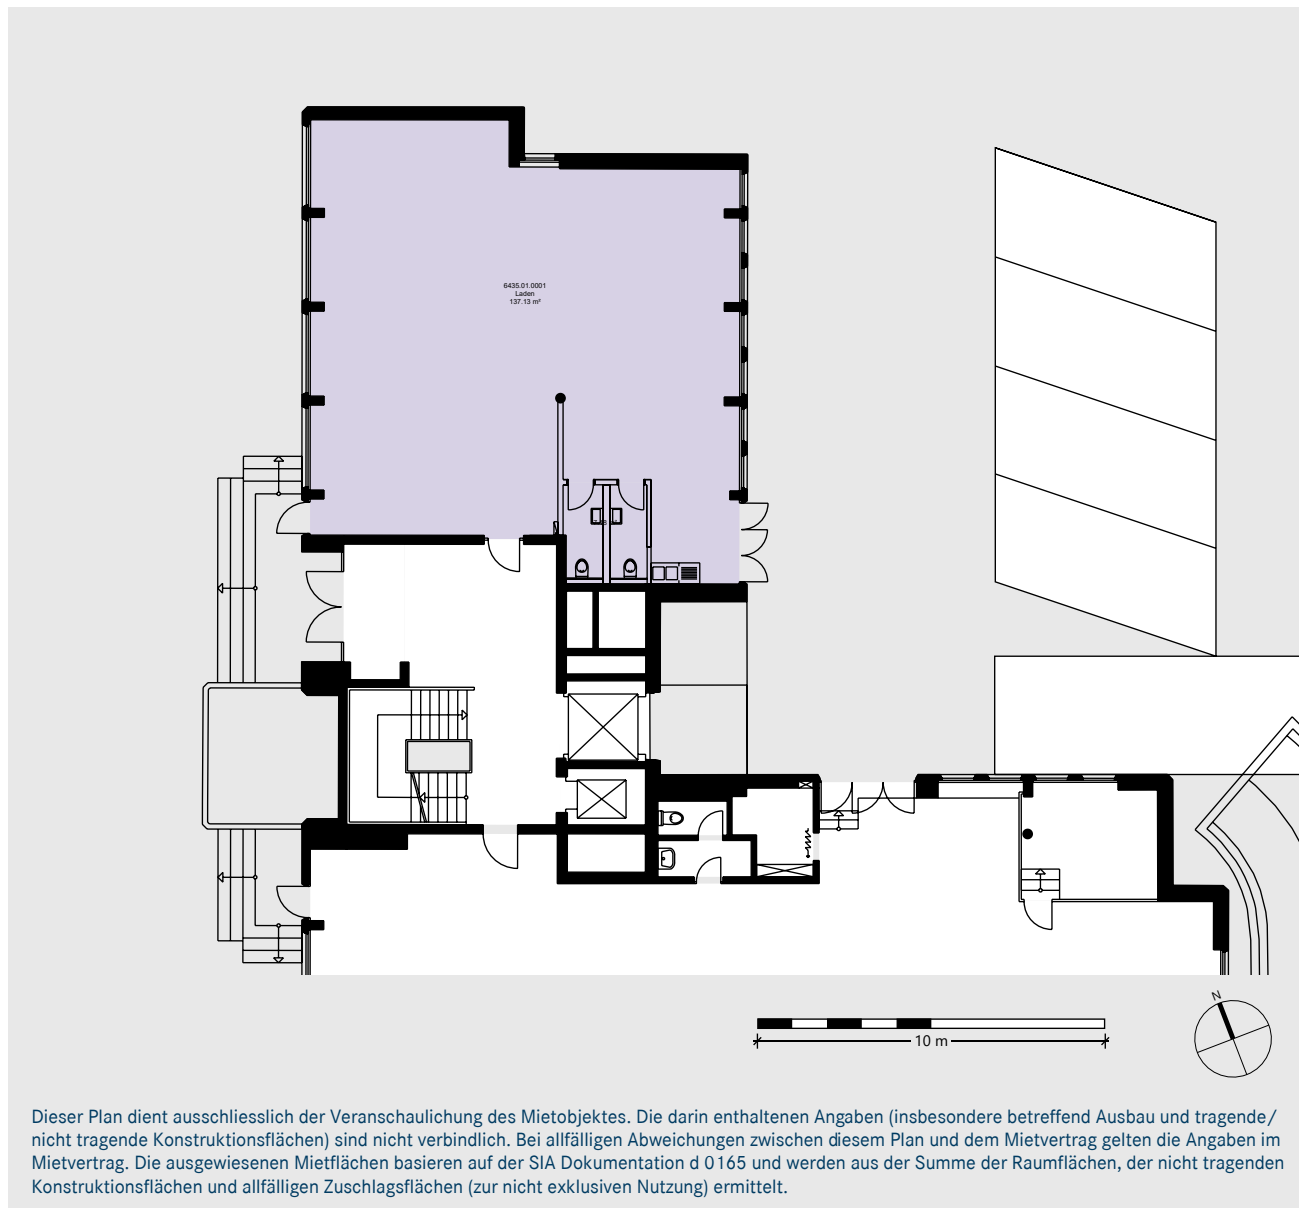 6435.01.0001
Laden
137.13 m²
10 m
N
Dieser Plan dient ausschliesslich der Veranschaulichung des Mietobjektes. Die darin enthaltenen Angaben (insbesondere betreffend Ausbau und tragende/
nicht tragende Konstruktionsflächen) sind nicht verbindlich. Bei allfälligen Abweichungen zwischen diesem Plan und dem Mietvertrag gelten die Angaben im
Mietvertrag. Die ausgewiesenen Mietflächen basieren auf der SIA Dokumentation d 0165 und werden aus der Summe der Raumflächen, der nicht tragenden
Konstruktionsflächen und allfälligen Zuschlagsflächen (zur nicht exklusiven Nutzung) ermittelt.